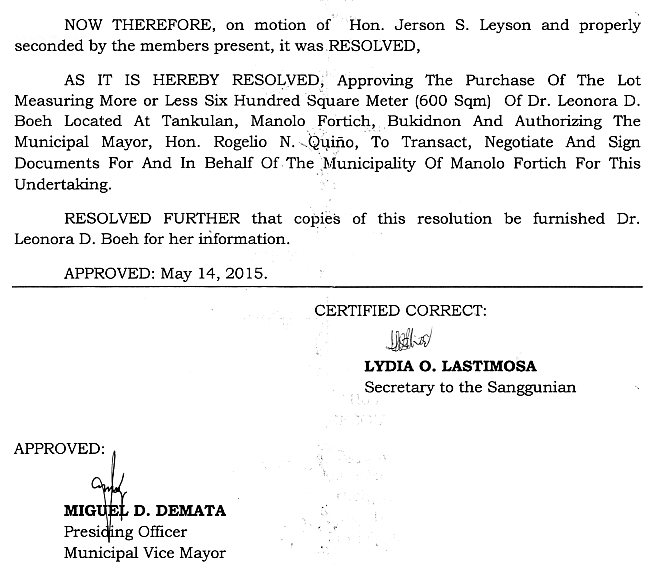 NOW THEREFORE, on motion of Hon. Jerson S. Leyson and properly
seconded by the members present, it was RESOLVED,
AS IT IS HEREBY RESOLVED, Approving The Purchase Of The Lot
Measuring More or Less Six Hundred Square Meter (600 Sqm) Of Dr. Leonora D.
Boeh Located At Tankulan, Manolo Fortich, Bukidnon And Authorizing The
Municipal Mayor, Hon. Rogelio N. Quiño, To Transact, Negotiate And Sign
Documents For And In Behalf Of The Municipality Of Manolo Fortich For This
Undertaking.
RESOLVED FURTHER that copies of this resolution be furnished Dr.
Leonora D. Boeh for her information.
APPROVED: May 14, 2015.
CERTIFIED CORRECT:
LYDIA O. LASTIMOSA
Secretary to the Sanggunian
APPROVED:
MIGUEL D. DEMATA
Presiding Officer
Municipal Vice Mayor